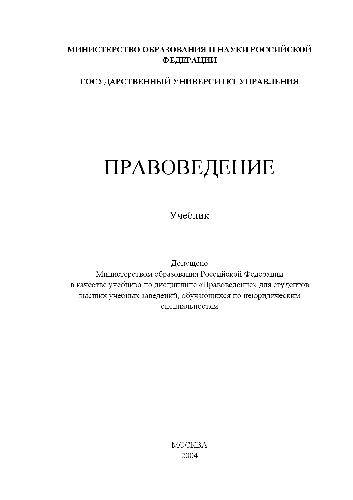 МИНИСТЕРСТВО ОБРАЗОВАНИЯ И НАУКИ РОССИЙСКОЙ
ФЕДЕРАЦИИ
ГОСУДАРСТВЕННЫЙ УНИВЕРСИТЕТ УПРАВЛЕНИЯ
ПРАВОВЕДЕНИЕ
Учебник
Допущено
Министерством образования Российской Федерации
в качестве учебника по дисциплине «Правоведение» для студентов
высших учебных заведений, обучающихся по неюридическим
специальностям
МОСКВА
2004